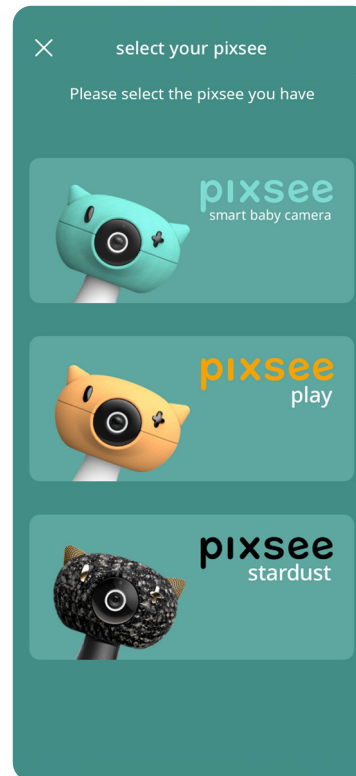 select your pixsee
Please select the pixsee you have
pixsee
smart baby camera
pixsee
play
pixsee
stardust